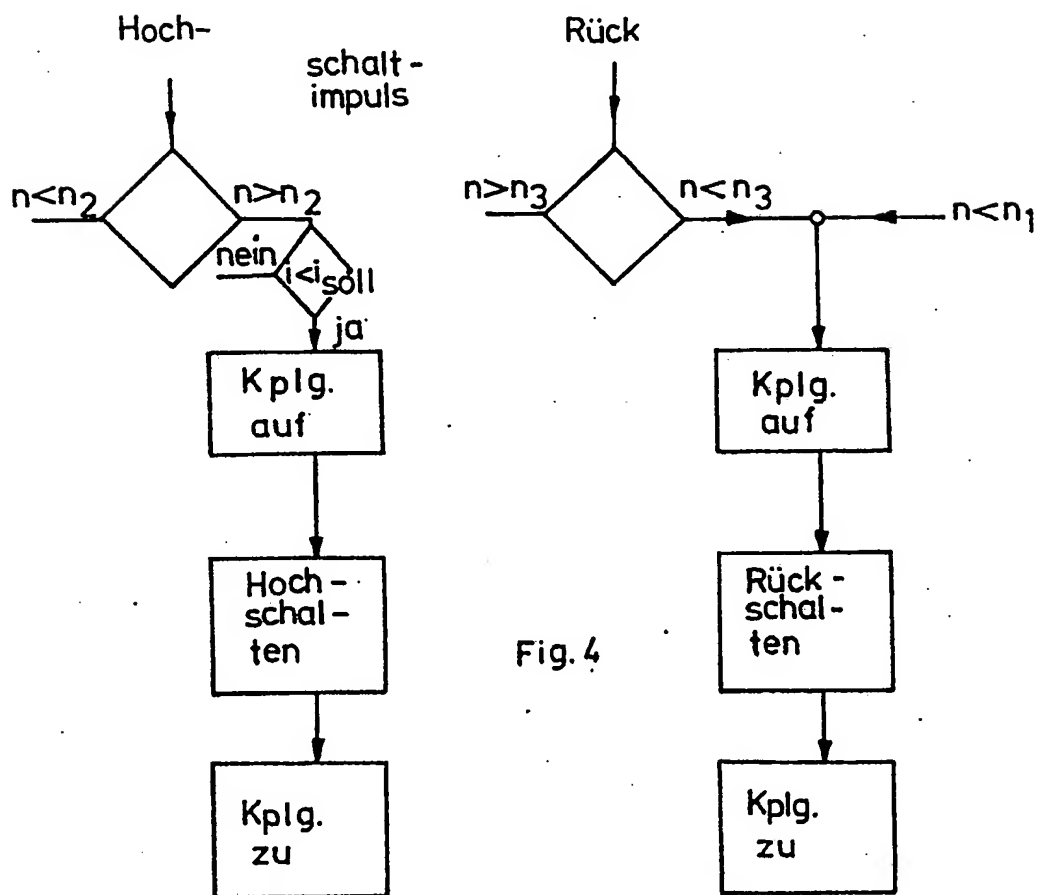 Hoch-
schalt-
impuls
Rück
n<n2
n>n2
nein
i<isoll
ja
Kplg.
auf
Hoch-
schal-
ten
Kplg.
zu
n>n3
n<n3
n<n1
Kplg.
auf
Rück-
schal-
ten
Kplg.
zu
Fig. 4